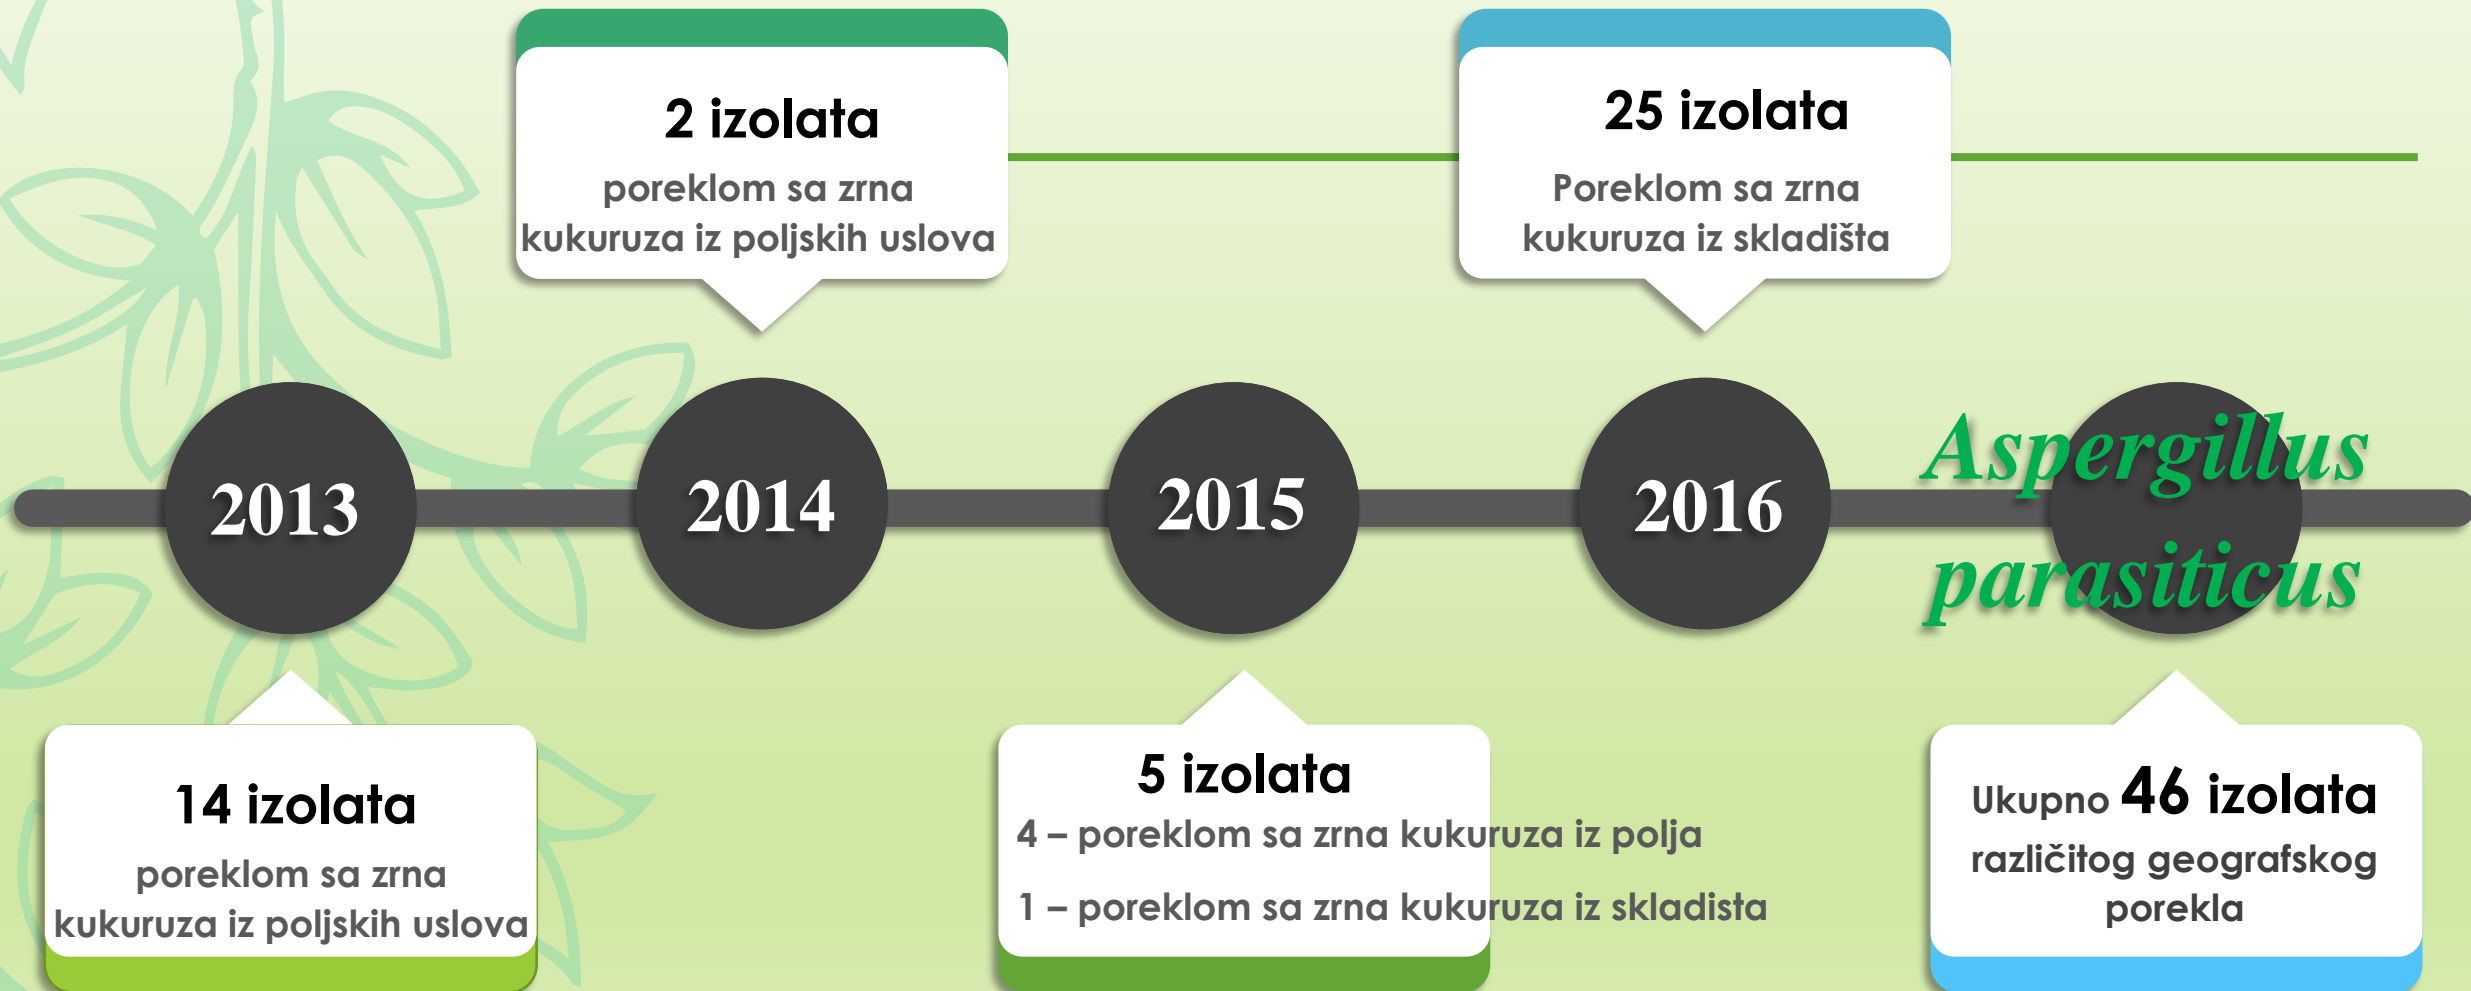 2 izolata
poreklom sa zrna
kukuruza iz poljskih uslova
25 izolata
Poreklom sa zrna
kukuruza iz skladišta
2013
2014
2015
2016
Aspergillus
parasiticus
14 izolata
poreklom sa zrna
kukuruza iz poljskih uslova
5 izolata
4 – poreklom sa zrna kukuruza iz polja
1 – poreklom sa zrna kukuruza iz skladista
Ukupno 46 izolata
različitog geografskog
porekla